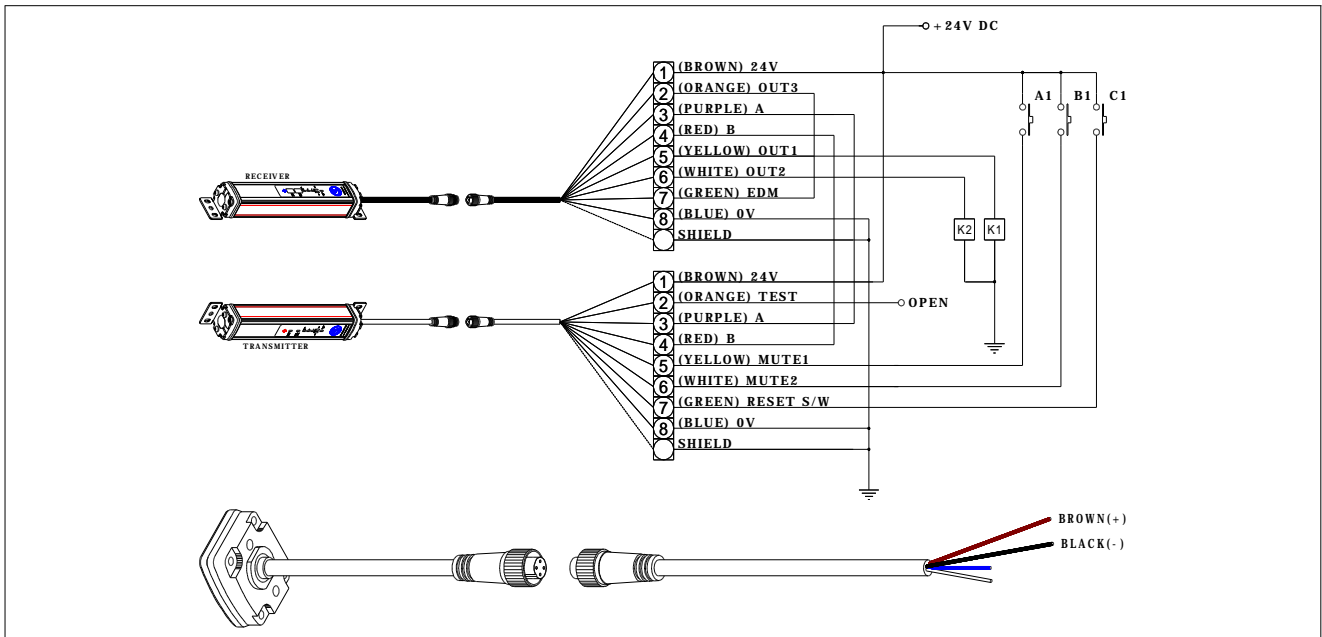 +24V DC
1 (BROWN) 24V
2 (ORANGE) OUT3
3 (PURPLE) A
4 (RED) B
5 (YELLOW) OUT1
6 (WHITE) OUT2
7 (GREEN) EDM
8 (BLUE) 0V
SHIELD
A1 B1 C1
RECEIVER
K2 K1
1 (BROWN) 24V
2 (ORANGE) TEST
OPEN
3 (PURPLE) A
4 (RED) B
5 (YELLOW) MUTE1
6 (WHITE) MUTE2
7 (GREEN) RESET S/W
8 (BLUE) 0V
SHIELD
TRANSMITTER
BROWN(+)
BLACK(-)